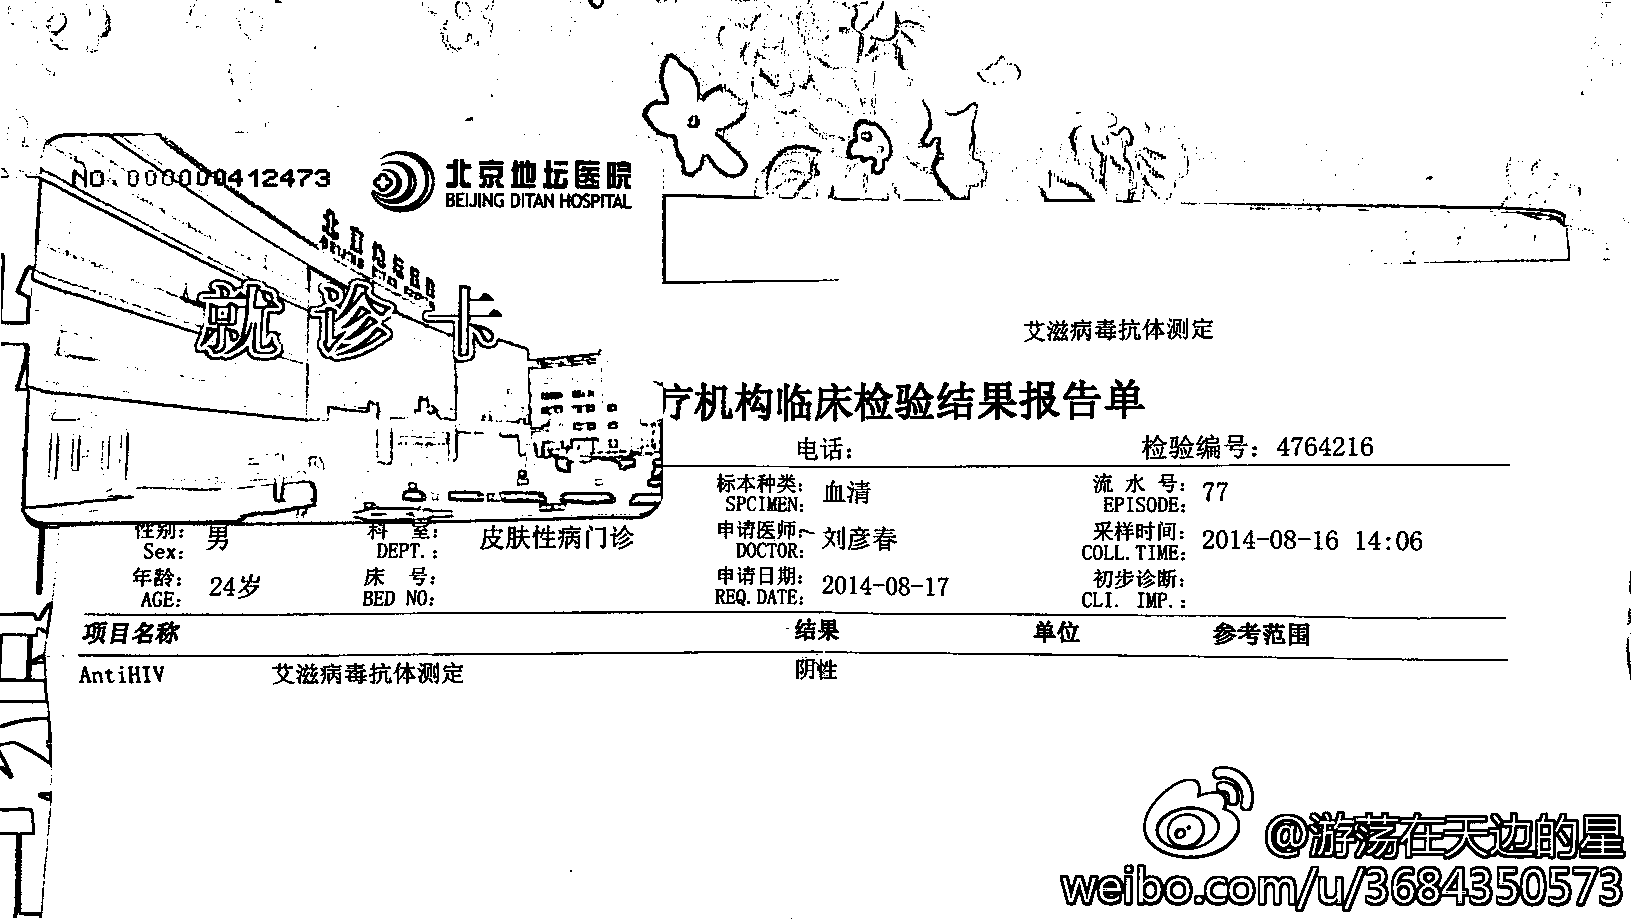 NO.000000412473
北京地坛医院
BEIJING DITAN HOSPITAL
北京地坛医院
就诊卡
艾滋病毒抗体测定
疗机构临床检验结果报告单
电话: 检验编号: 4764216
标本种类: 血清 流水号: 77
SPCIMEN: EPISODE:
性别: 男 科室: 皮肤性病门诊 申请医师: 刘彦春 采样时间: 2014-08-16 14:06
Sex: DEPT.: DOCTOR: COLL.TIME:
年龄: 24岁 床号: 申请日期: 2014-08-17 初步诊断:
AGE: BED NO: REQ.DATE: CLI. IMP.:
项目名称 结果 单位 参考范围
AntiHIV 艾滋病毒抗体测定 阴性
@游荡在天边的星
weibo.com/u/3684350573